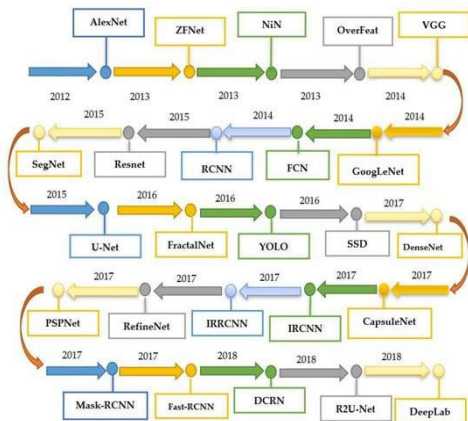 AlexNet
ZFNet
NiN
OverFeat
VGG
2012
2013
2013
2013
2014
2015
2015
2014
2014
2014
SegNet
Resnet
RCNN
FCN
GoogLeNet
2015
2016
2016
2016
2017
U-Net
FractalNet
YOLO
SSD
DenseNet
2017
2017
2017
2017
2017
PSPNet
RefineNet
IRRCNN
IRCNN
CapsuleNet
2017
2017
2018
2018
2018
Mask-RCNN
Fast-RCNN
DCRN
R2U-Net
DeepLab